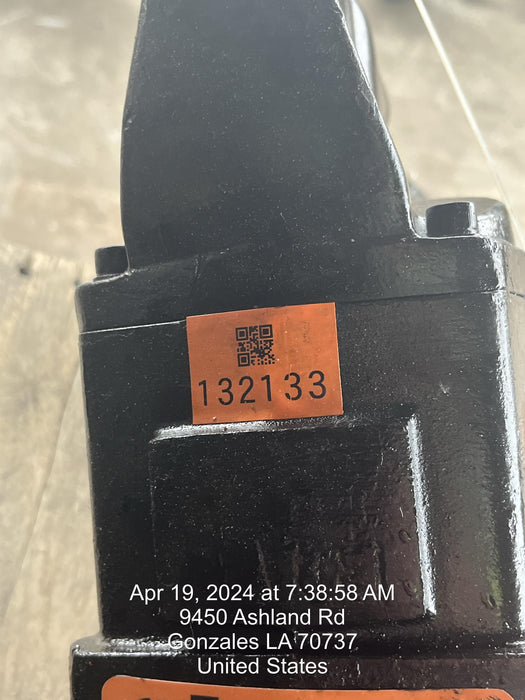 132133
Apr 19, 2024 at 7:38:58 AM
9450 Ashland Rd
Gonzales LA 70737
United States